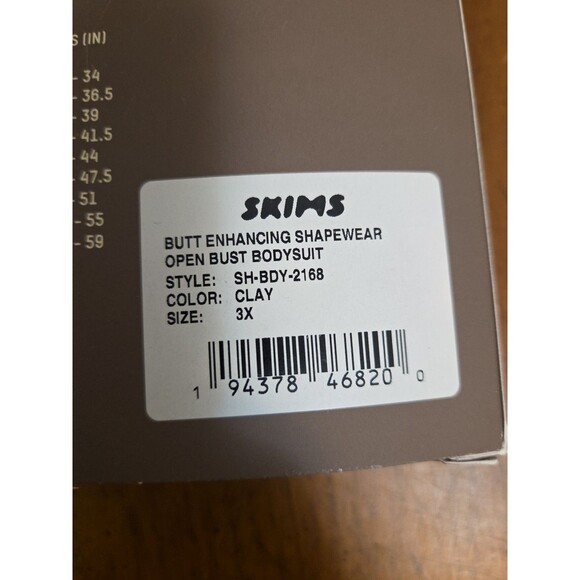 S (IN)
- 34
- 36.5
- 39
- 41.5
- 44
- 47.5
- 51
- 55
- 59
SKIMS
BUTT ENHANCING SHAPEWEAR
OPEN BUST BODYSUIT
STYLE: SH-BDY-2168
COLOR: CLAY
SIZE: 3X
1 94378 46820 0